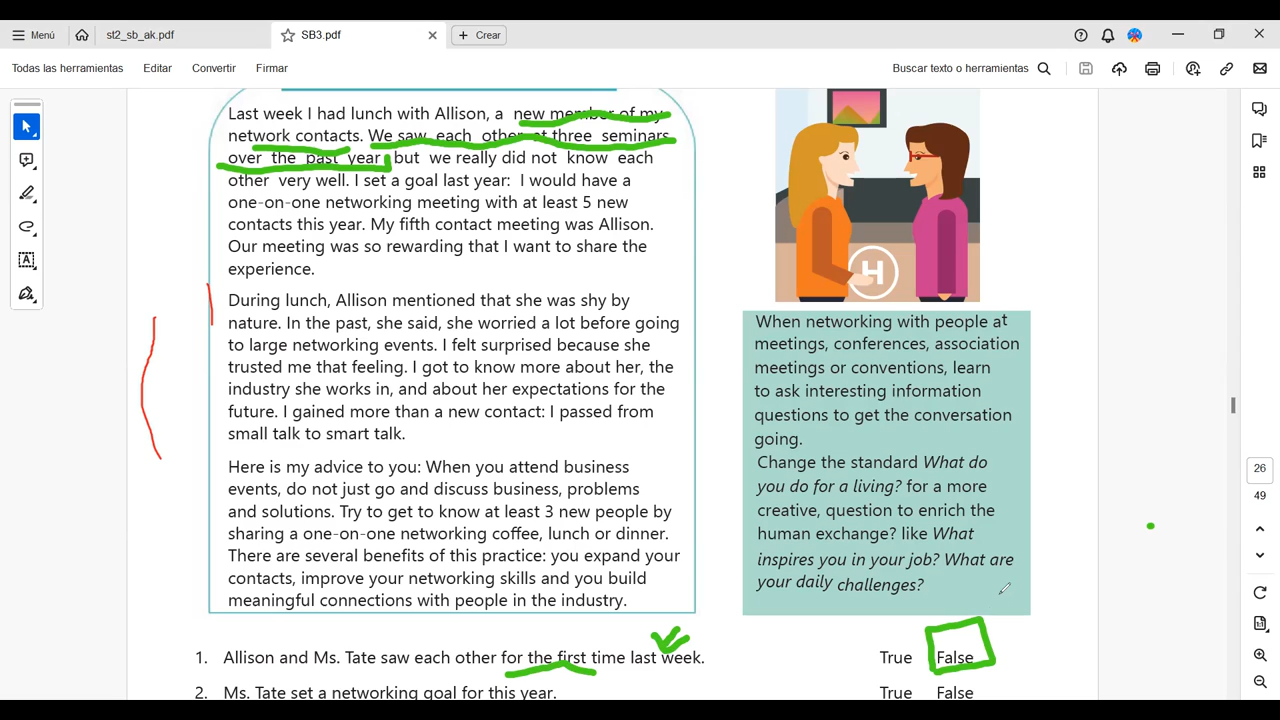 Menú
st2_sb_ak.pdf
SB3.pdf
Crear
Todas las herramientas
Editar
Convertir
Firmar
Buscar texto o herramientas
Last week I had lunch with Allison, a new member of my
network contacts. We saw each other at three seminars
over the past year, but we really did not know each
other very well. I set a goal last year: I would have a
one-on-one networking meeting with at least 5 new
contacts this year. My fifth contact meeting was Allison.
Our meeting was so rewarding that I want to share the
experience.
During lunch, Allison mentioned that she was shy by
nature. In the past, she said, she worried a lot before going
to large networking events. I felt surprised because she
trusted me that feeling. I got to know more about her, the
industry she works in, and about her expectations for the
future. I gained more than a new contact: I passed from
small talk to smart talk.
Here is my advice to you: When you attend business
events, do not just go and discuss business, problems
and solutions. Try to get to know at least 3 new people by
sharing a one-on-one networking coffee, lunch or dinner.
There are several benefits of this practice: you expand your
contacts, improve your networking skills and you build
meaningful connections with people in the industry.
H
When networking with people at
meetings, conferences, association
meetings or conventions, learn
to ask interesting information
questions to get the conversation
going.
Change the standard What do
you do for a living? for a more
creative, question to enrich the
human exchange? like What
inspires you in your job? What are
your daily challenges?
1. Allison and Ms. Tate saw each other for the first time last week. True False
2. Ms. Tate set a networking goal for this year. True False
26
49